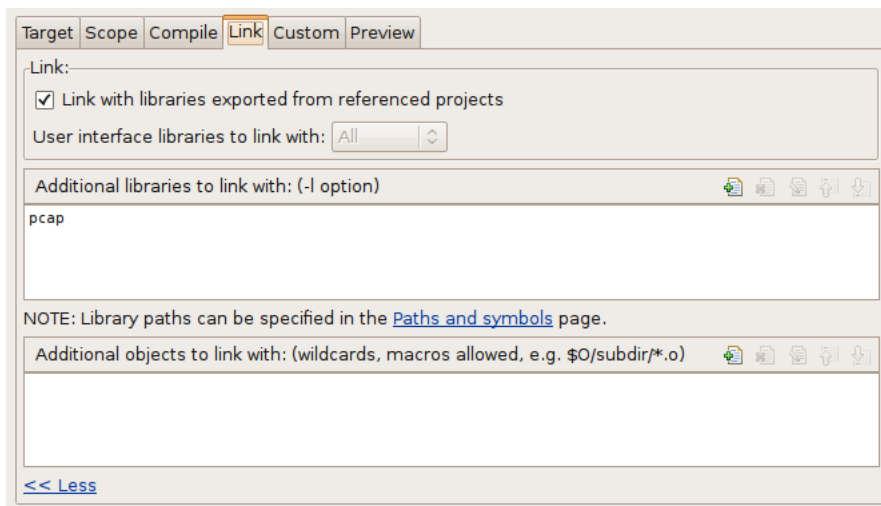 Target Scope Compile Link Custom Preview
Link:
Link with libraries exported from referenced projects
User interface libraries to link with: All
Additional libraries to link with: (-l option)
pcap
NOTE: Library paths can be specified in the Paths and symbols page.
Additional objects to link with: (wildcards, macros allowed, e.g. $O/subdir/*.o)
<< Less